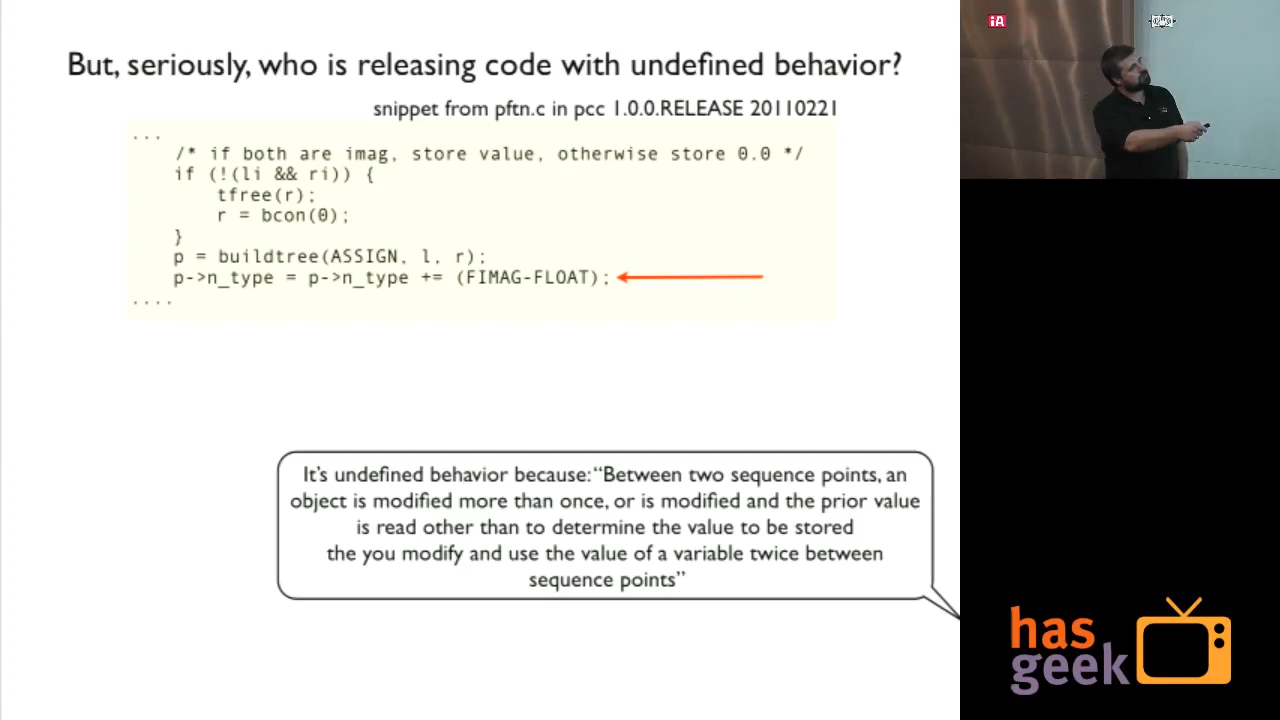 But, seriously, who is releasing code with undefined behavior?
snippet from pftn.c in pcc 1.0.0.RELEASE 20110221
...
/* if both are imag, store value, otherwise store 0.0 */
if (!(li && ri)) {
tfree(r);
r = bcon(0);
}
p = buildtree(ASSIGN, l, r);
p->n_type = p->n_type += (FIMAG-FLOAT);
....
It's undefined behavior because: “Between two sequence points, an
object is modified more than once, or is modified and the prior value
is read other than to determine the value to be stored
the you modify and use the value of a variable twice between
sequence points”
iA
has
geek